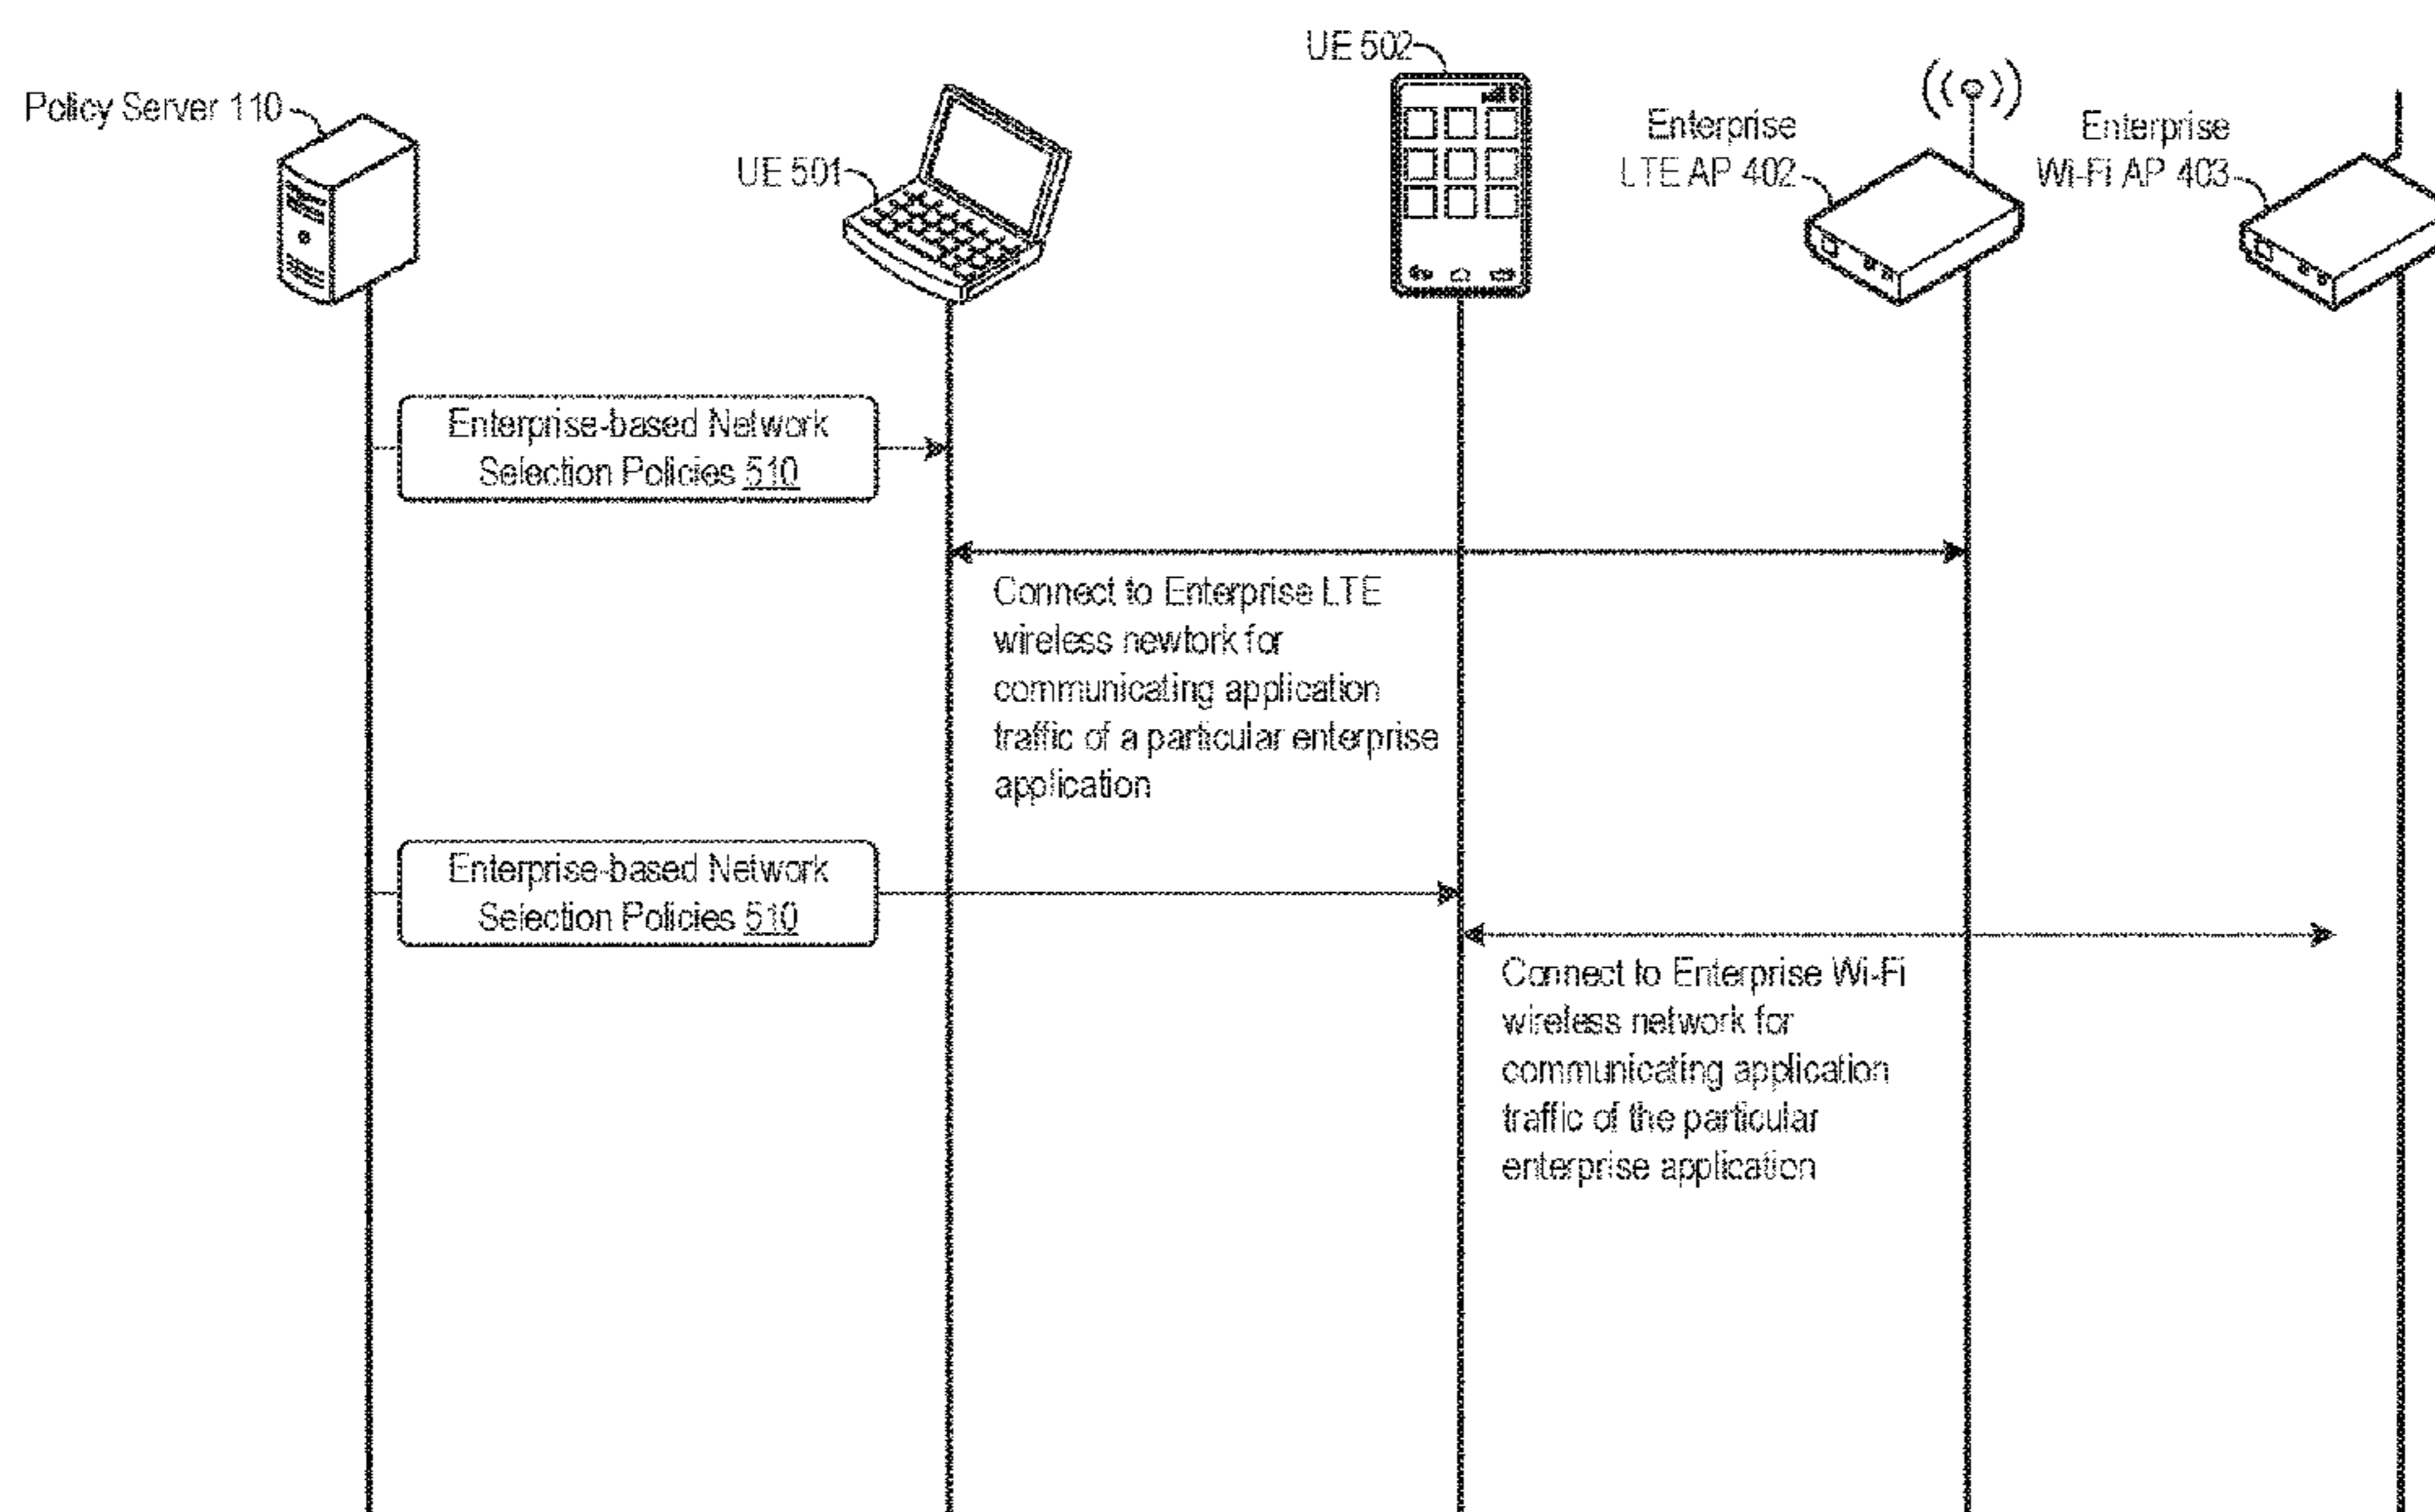 UE 502
Policy Server 110
Enterprise
LTE AP 402
Enterprise
Wi-Fi AP 403
UE 501
Enterprise-based Network
Selection Policies 510
Connect to Enterprise LTE
wireless newtork for
communicating application
traffic of a particular enterprise
application
Enterprise-based Network
Selection Policies 510
Connect to Enterprise Wi-Fi
wireless network for
communicating application
traffic of the particular
enterprise application